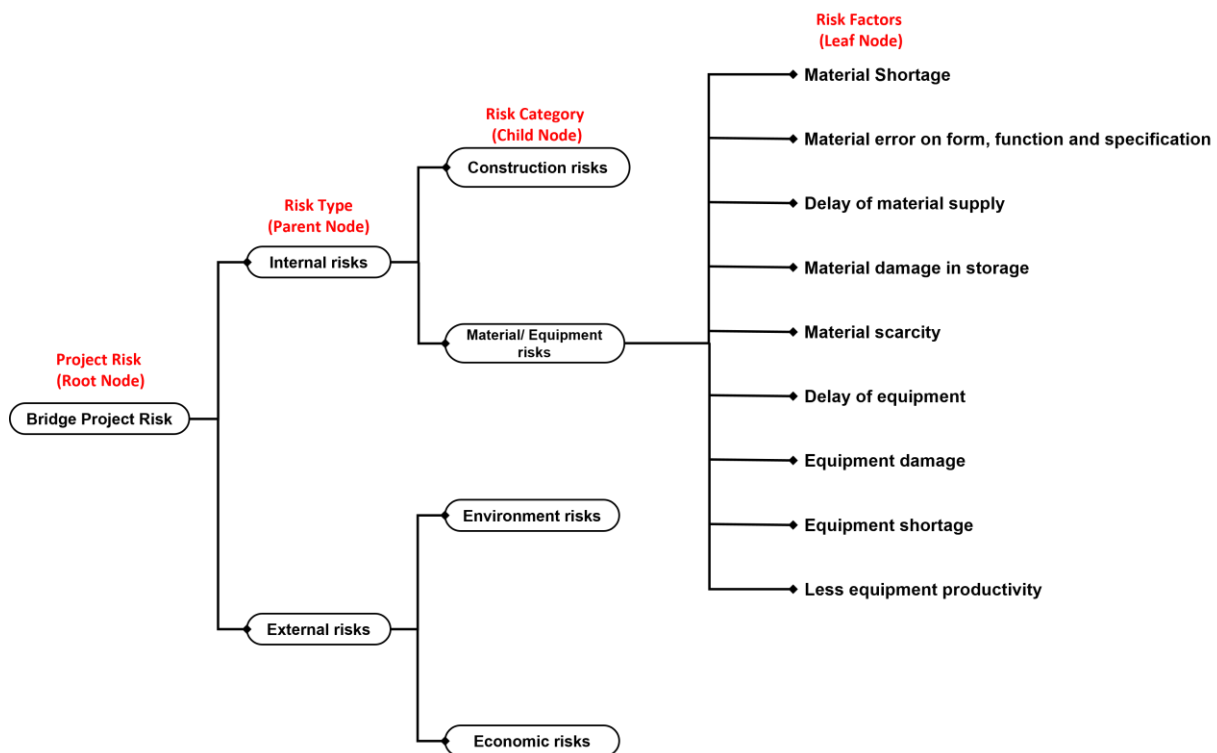 Risk Factors
(Leaf Node)
Material Shortage
Risk Category
(Child Node)
Material error on form, function and specification
Construction risks
Risk Type
(Parent Node)
Delay of material supply
Internal risks
Material damage in storage
Material/ Equipment
risks
Material scarcity
Project Risk
(Root Node)
Delay of equipment
Bridge Project Risk
Equipment damage
Environment risks
Equipment shortage
Less equipment productivity
External risks
Economic risks